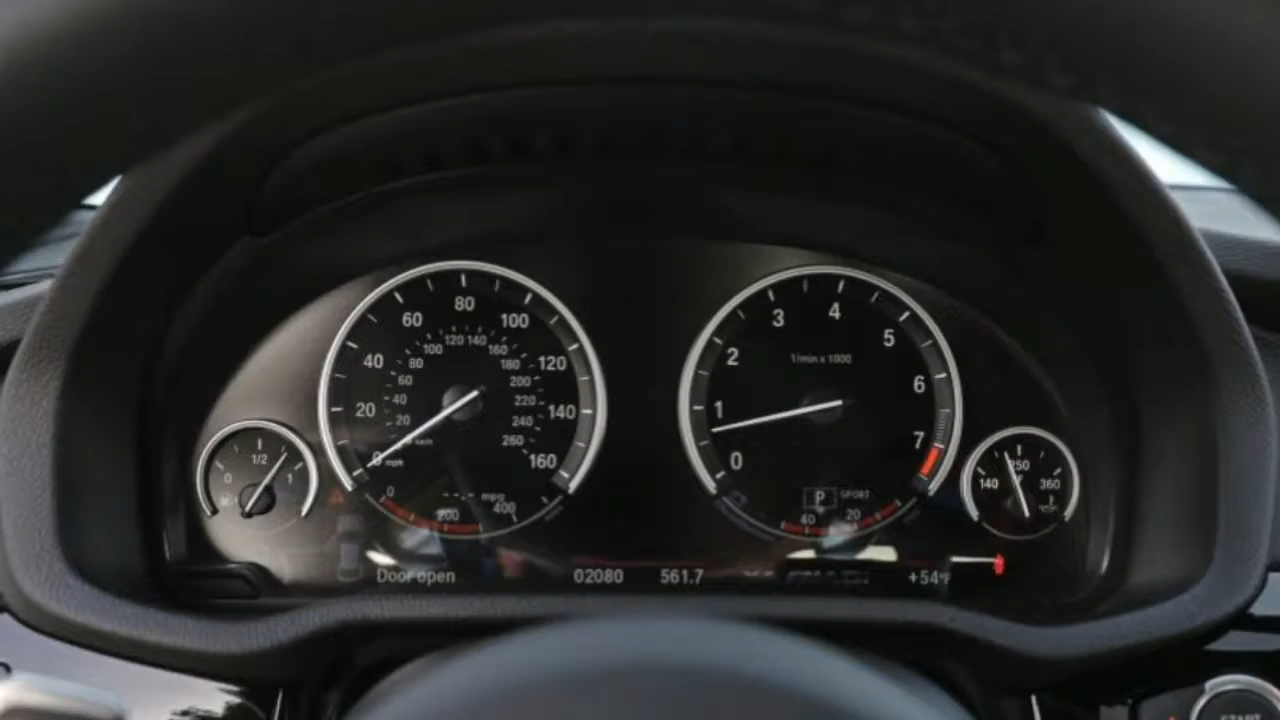 80
60 100
120 140
100 160
40 80 180 120
60 200
20 40 220 140
20 240
km/h 260
0 mph 160
0 --- mpg
200 400
1/2
0 1
3 4 5
2 1/min x 1000 6
1 7
0
P SPORT
40 20
250
140 360
Door open 02080 561.7 +54°F
START